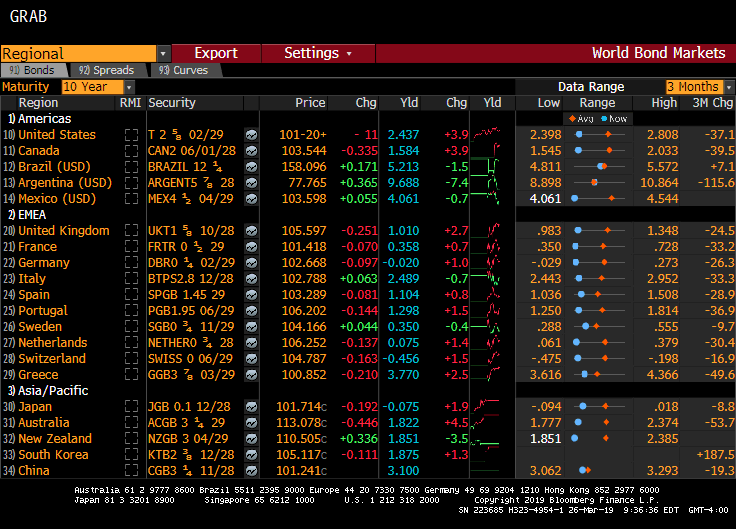 GRAB
Regional Export Settings World Bond Markets
91) Bonds 92) Spreads 93) Curves
Maturity 10 Year Data Range 3 Months
Region RMI Security Price Chg Yld Chg Yld Low Range High 3M Chg
1) Americas Avg Now
10) United States T 2 ⅝ 02/29 101-20+ - 11 2.437 +3.9 2.398 2.808 -37.1
11) Canada CAN2 06/01/28 103.544 -0.335 1.584 +3.9 1.545 2.033 -39.5
12) Brazil (USD) BRAZIL 12 ¼ 158.096 +0.171 5.213 -1.5 4.811 5.572 +7.1
13) Argentina (USD) ARGENT5 ⅞ 28 77.765 +0.365 9.688 -7.4 8.898 10.864 -115.6
14) Mexico (USD) MEX4 ½ 04/29 103.598 +0.055 4.061 -0.7 4.061 4.544
2) EMEA
20) United Kingdom UKT1 ⅝ 10/28 105.597 -0.251 1.010 +2.7 .983 1.348 -24.5
21) France FRTR 0 ½ 29 101.418 -0.070 0.358 +0.7 .350 .728 -33.2
22) Germany DBR0 ¼ 02/29 102.668 -0.097 -0.020 +1.0 -.029 .273 -26.3
23) Italy BTPS2.8 12/28 102.788 +0.063 2.489 -0.7 2.443 2.952 -33.3
24) Spain SPGB 1.45 29 103.289 -0.081 1.104 +0.8 1.036 1.508 -28.9
25) Portugal PGB1.95 06/29 106.202 -0.144 1.298 +1.5 1.250 1.814 -36.9
26) Sweden SGB0 ¾ 11/29 104.166 +0.044 0.350 -0.4 .288 .555 -9.7
27) Netherlands NETHER0 ¾ 28 106.252 -0.137 0.075 +1.4 .061 .379 -30.4
28) Switzerland SWISS 0 06/29 104.787 -0.163 -0.456 +1.5 -.475 -.198 -16.9
29) Greece GGB3 ⅞ 03/29 100.852 -0.210 3.770 +2.5 3.616 4.366 -49.6
3) Asia/Pacific
30) Japan JGB 0.1 12/28 101.714C -0.192 -0.075 +1.9 -.094 .018 -8.8
31) Australia ACGB 3 ¼ 29 113.078C -0.446 1.822 +4.5 1.777 2.374 -53.7
32) New Zealand NZGB 3 04/29 110.505C +0.336 1.851 -3.5 1.851 2.385
33) South Korea KTB2 ⅜ 12/28 105.117C -0.111 1.875 +1.3 +187.5
34) China CGB3 ¼ 11/28 101.241C 3.100 3.062 3.293 -19.3
Australia 61 2 9777 8600 Brazil 5511 2395 9000 Europe 44 20 7330 7500 Germany 49 69 9204 1210 Hong Kong 852 2977 6000
Japan 81 3 3201 8900 Singapore 65 6212 1000 U.S. 1 212 318 2000 Copyright 2019 Bloomberg Finance L.P.
SN 223685 H323-4954-1 26-Mar-19 9:36:36 EDT GMT-4:00